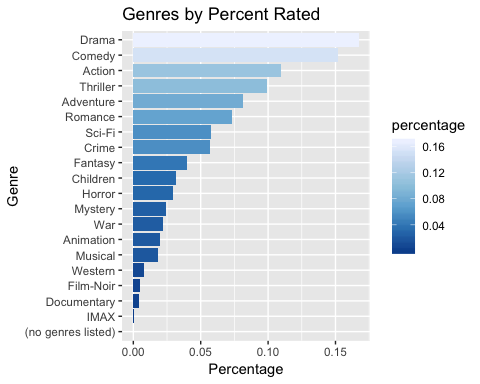 Genres by Percent Rated
Genre
Drama
Comedy
Action
Thriller
Adventure
Romance
Sci-Fi
Crime
Fantasy
Children
Horror
Mystery
War
Animation
Musical
Western
Film-Noir
Documentary
IMAX
(no genres listed)
0.00 0.05 0.10 0.15
Percentage
percentage
0.16
0.12
0.08
0.04